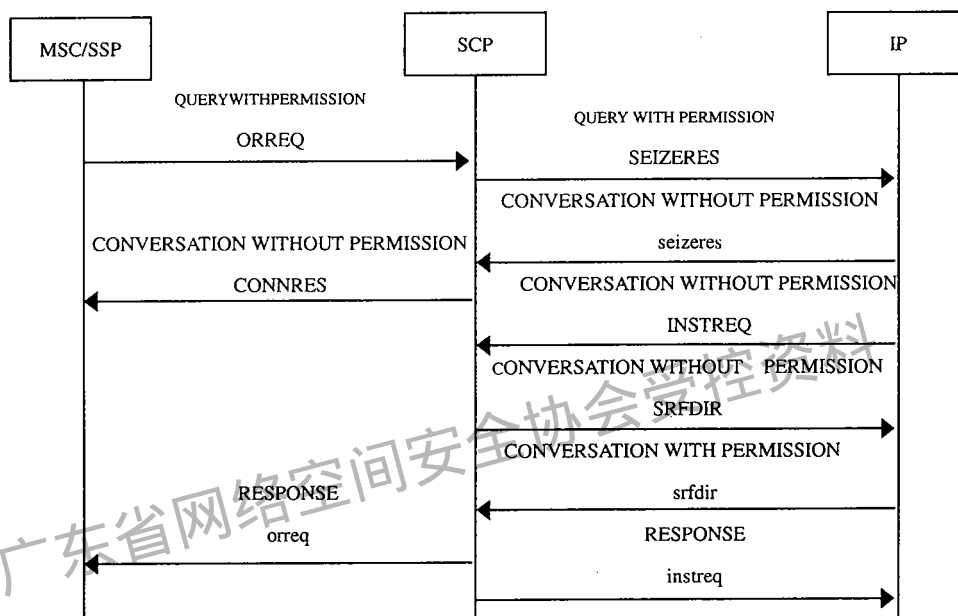 MSC/SSP
SCP
IP
QUERYWITHPERMISSION
ORREQ
QUERY WITH PERMISSION
SEIZERES
CONVERSATION WITHOUT PERMISSION
seizeres
CONVERSATION WITHOUT PERMISSION
CONNRES
CONVERSATION WITHOUT PERMISSION
INSTREQ
CONVERSATION WITHOUT PERMISSION
SRFDIR
CONVERSATION WITH PERMISSION
srfdir
RESPONSE
orreq
RESPONSE
instreq
广东省网络空间安全协会受控资料